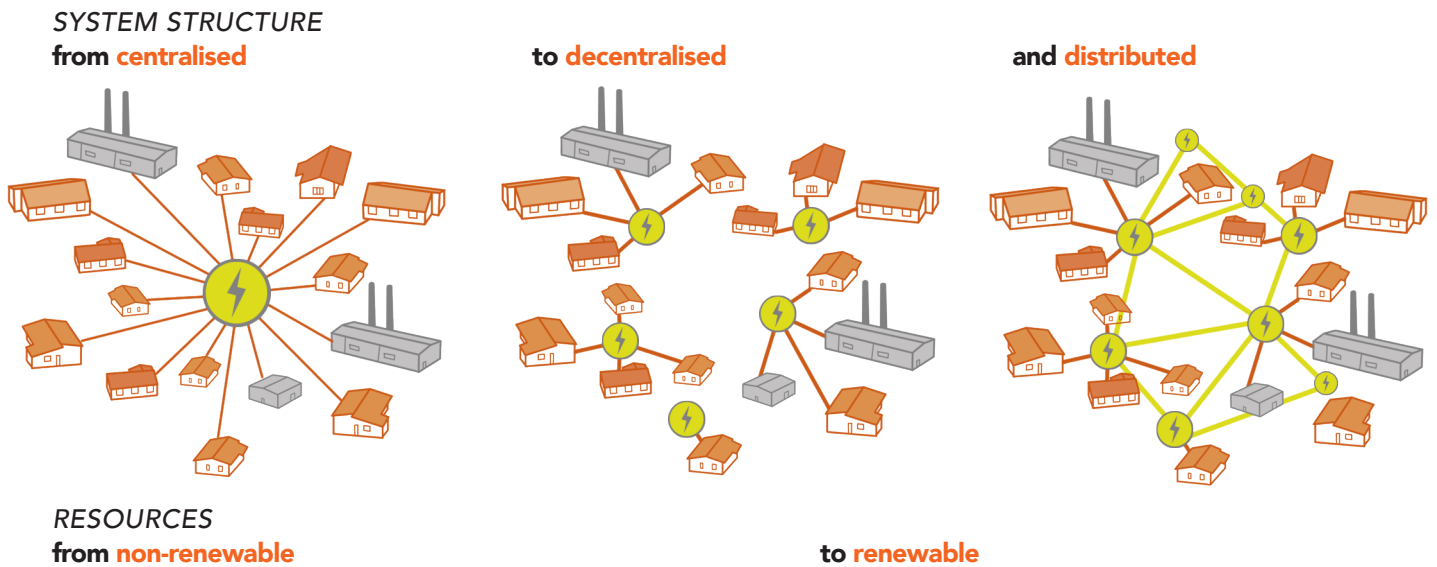 SYSTEM STRUCTURE
from centralised
to decentralised
and distributed
RESOURCES
from non-renewable
to renewable